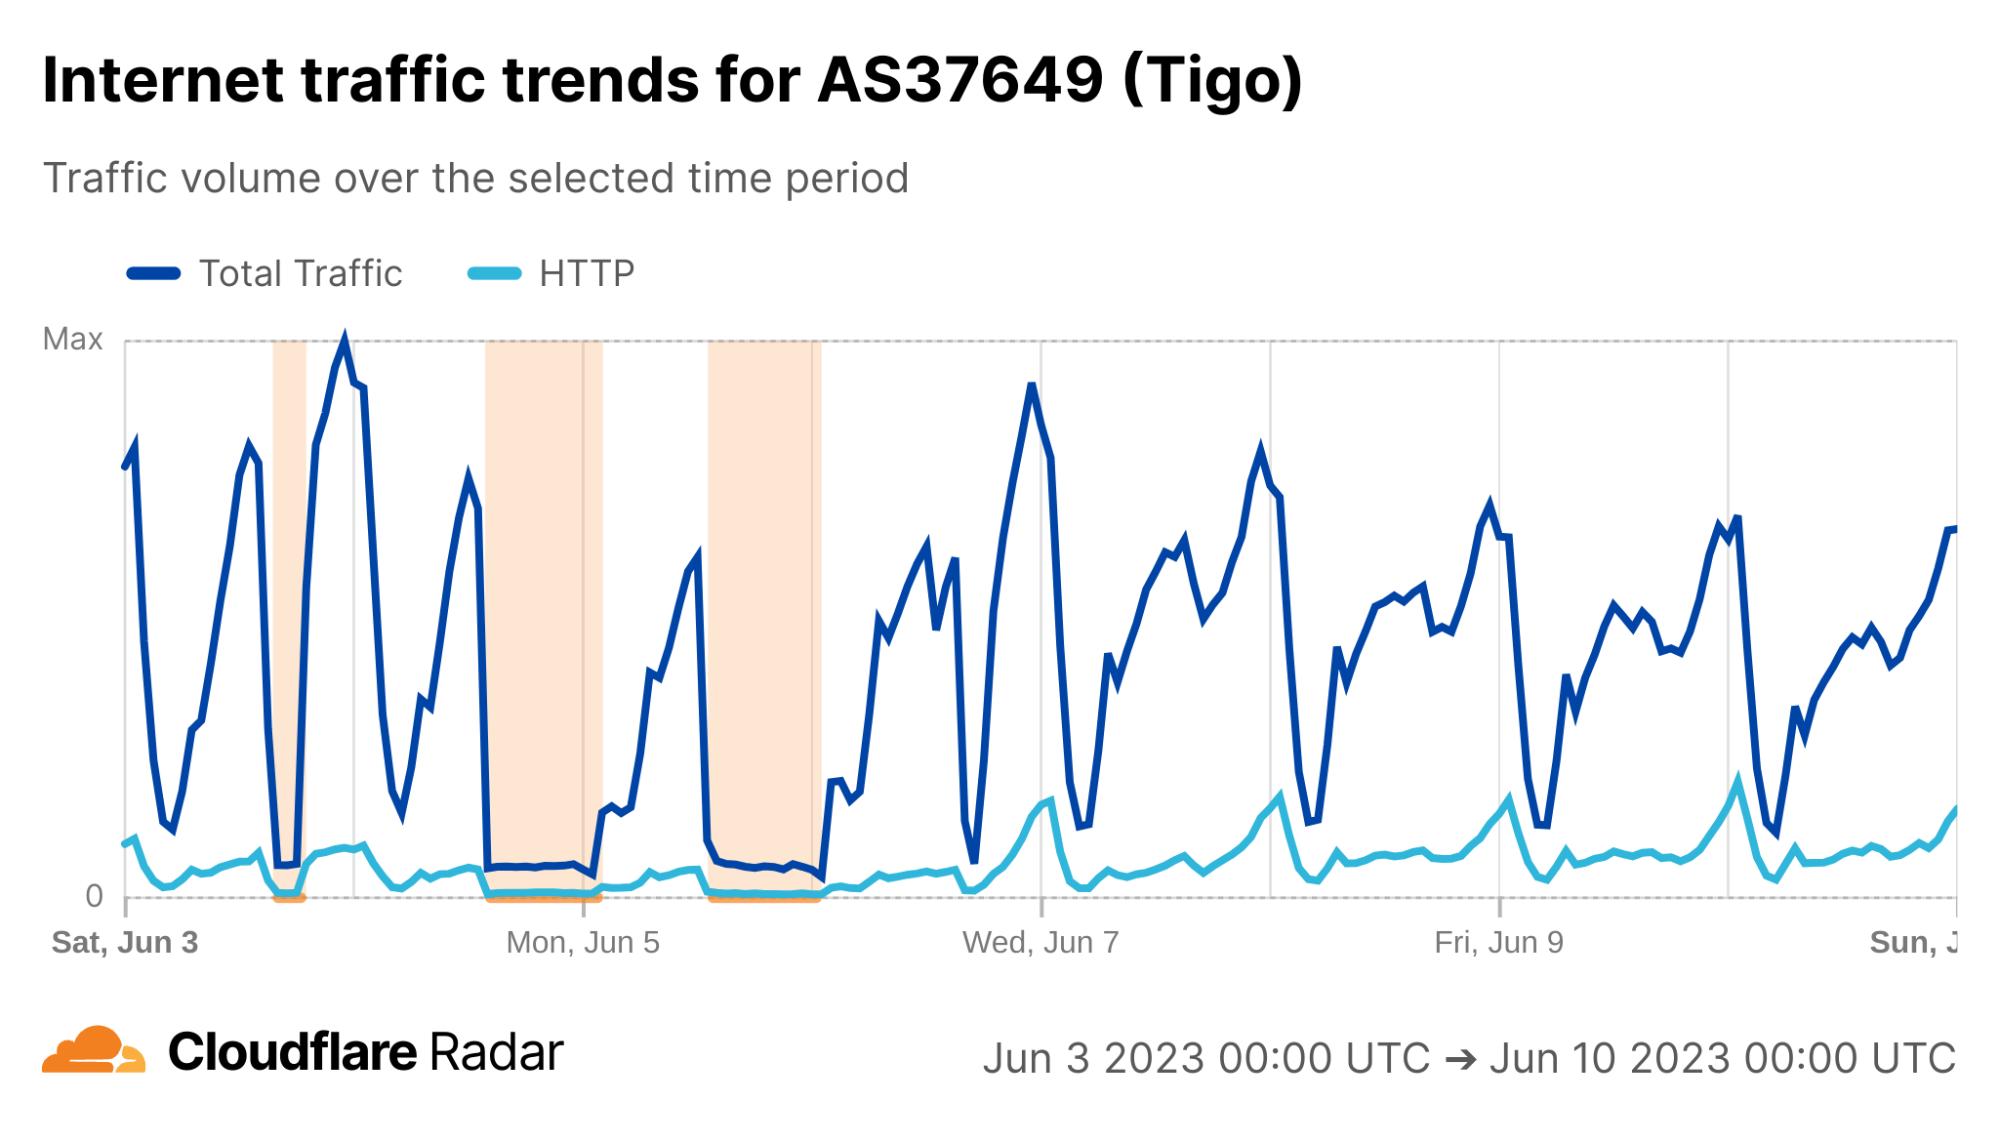 Internet traffic trends for AS37649 (Tigo)
Traffic volume over the selected time period
Total Traffic HTTP
Max
0
Sat, Jun 3 Mon, Jun 5 Wed, Jun 7 Fri, Jun 9 Sun, J
Cloudflare Radar
Jun 3 2023 00:00 UTC ➔ Jun 10 2023 00:00 UTC